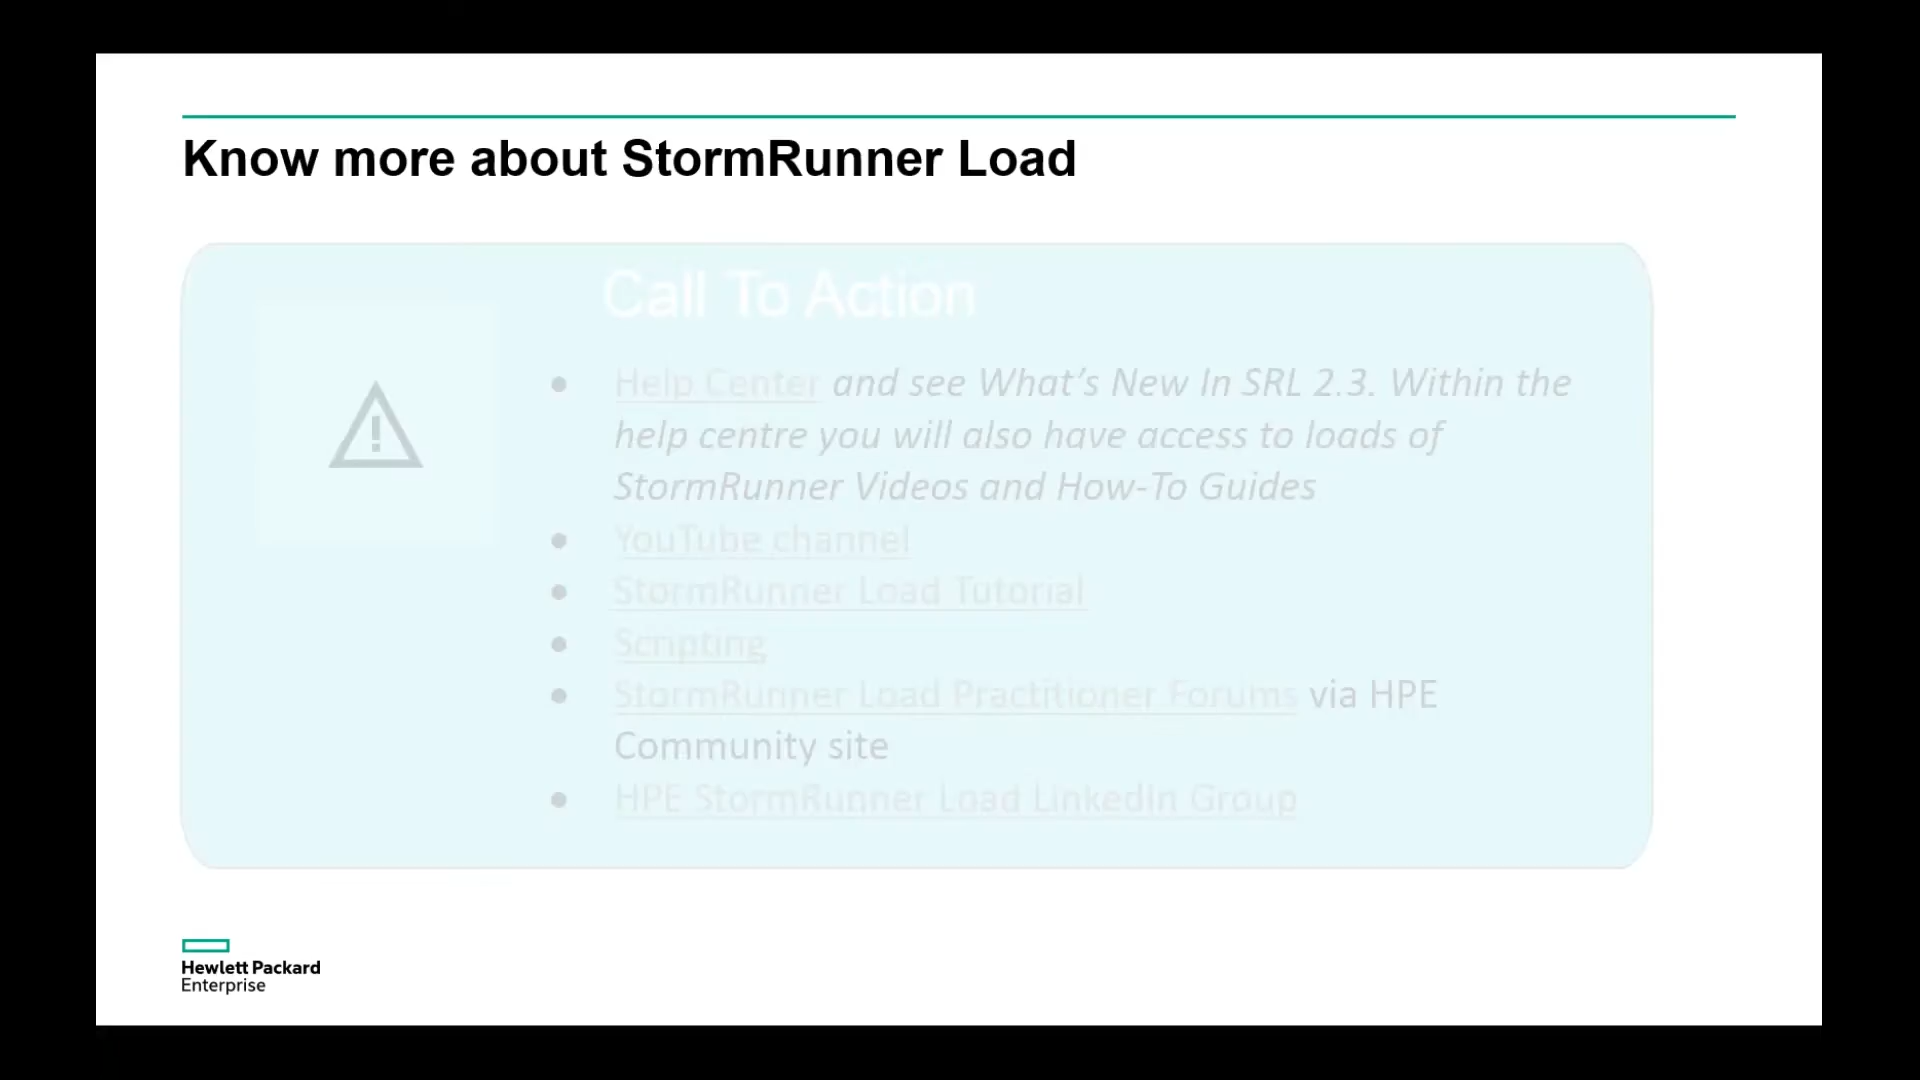 Know more about StormRunner Load
Call To Action
• Help Center and see What's New In SRL 2.3. Within the
help centre you will also have access to loads of
StormRunner Videos and How-To Guides
• YouTube channel
• StormRunner Load Tutorial
• Scripting
• StormRunner Load Practitioner Forums via HPE
Community site
• HPE StormRunner Load LinkedIn Group
Hewlett Packard
Enterprise